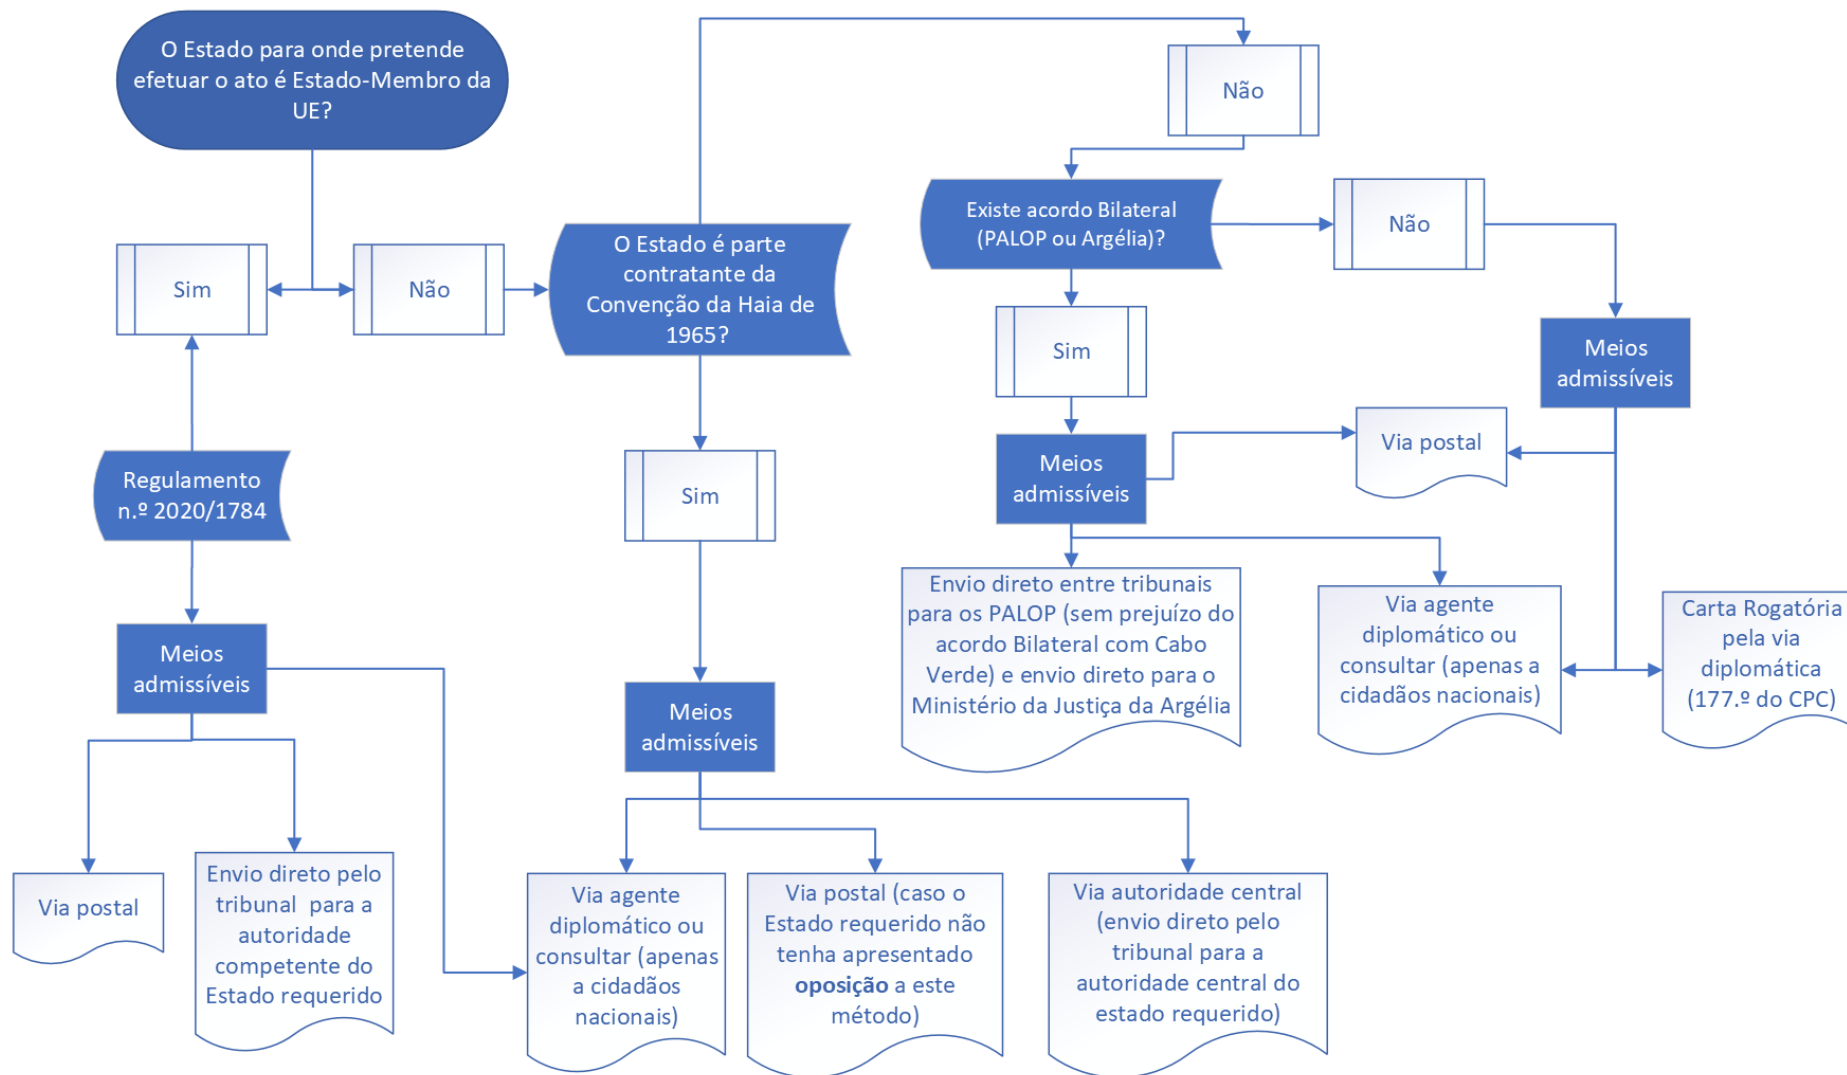 O Estado para onde pretende
efetuar o ato é Estado-Membro da
UE?
Sim
Não
Regulamento
n.º 2020/1784
Meios
admissíveis
Via postal
Envio direto pelo
tribunal para a
autoridade
competente do
Estado requerido
O Estado é parte
contratante da
Convenção da Haia de
1965?
Sim
Meios
admissíveis
Via agente
diplomático ou
consultar (apenas
a cidadãos
nacionais)
Via postal (caso o
Estado requerido não
tenha apresentado
oposição a este
método)
Via autoridade central
(envio direto pelo
tribunal para a
autoridade central do
estado requerido)
Não
Existe acordo Bilateral
(PALOP ou Argélia)?
Sim
Meios
admissíveis
Via postal
Envio direto entre tribunais
para os PALOP (sem prejuízo do
acordo Bilateral com Cabo
Verde) e envio direto para o
Ministério da Justiça da Argélia
Via agente
diplomático ou
consultar (apenas a
cidadãos nacionais)
Não
Meios
admissíveis
Carta Rogatória
pela via
diplomática
(177.º do CPC)